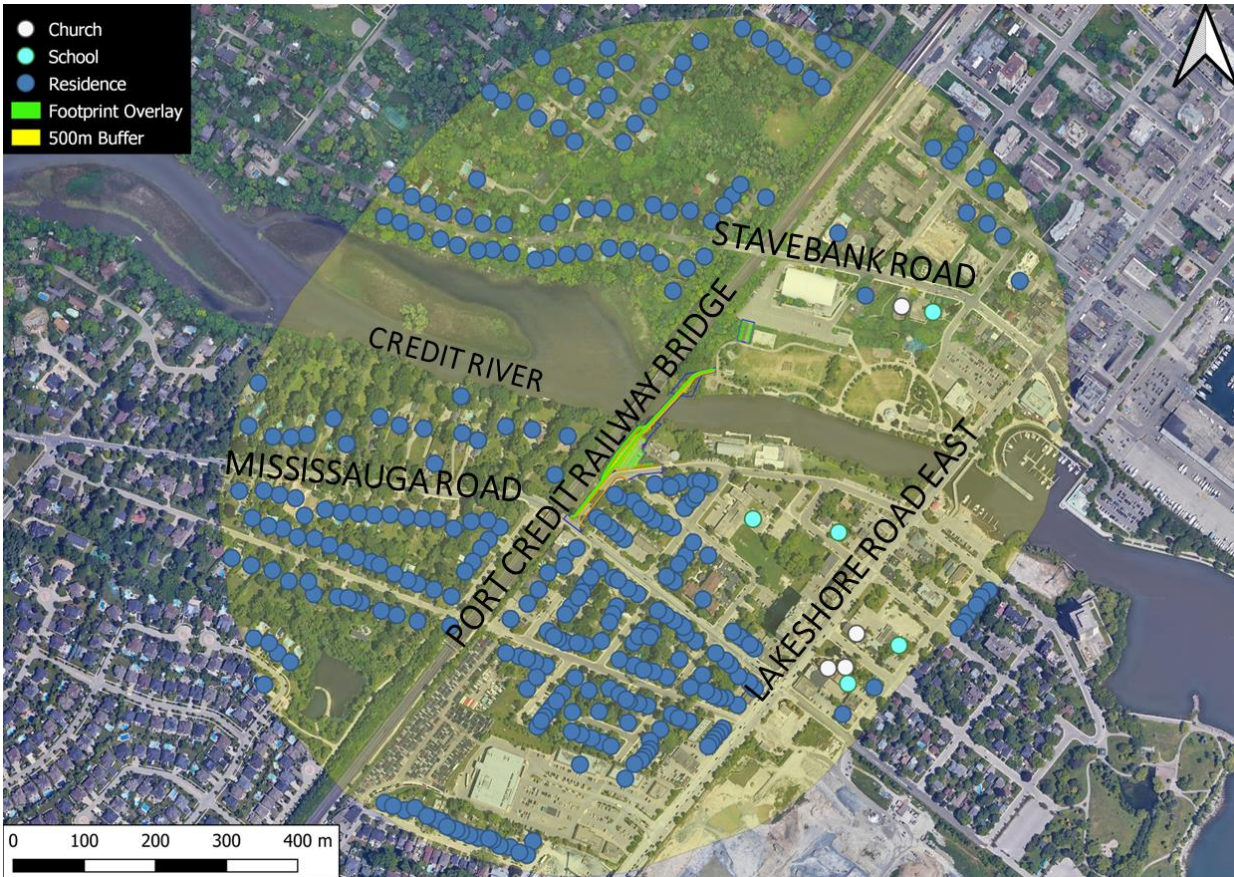 Church
School
Residence
Footprint Overlay
500m Buffer
STAVEBANK ROAD
CREDIT RIVER
PORT CREDIT RAILWAY BRIDGE
MISSISSAUGA ROAD
LAKESHORE ROAD EAST
0 100 200 300 400 m